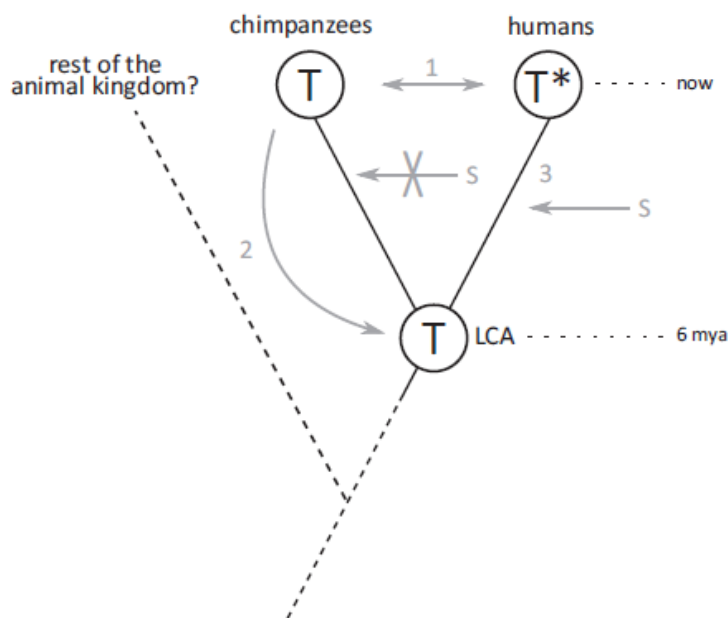 chimpanzees
humans
rest of the
animal kingdom?
T
1
T*
now
S
3
S
2
T
LCA
6 mya